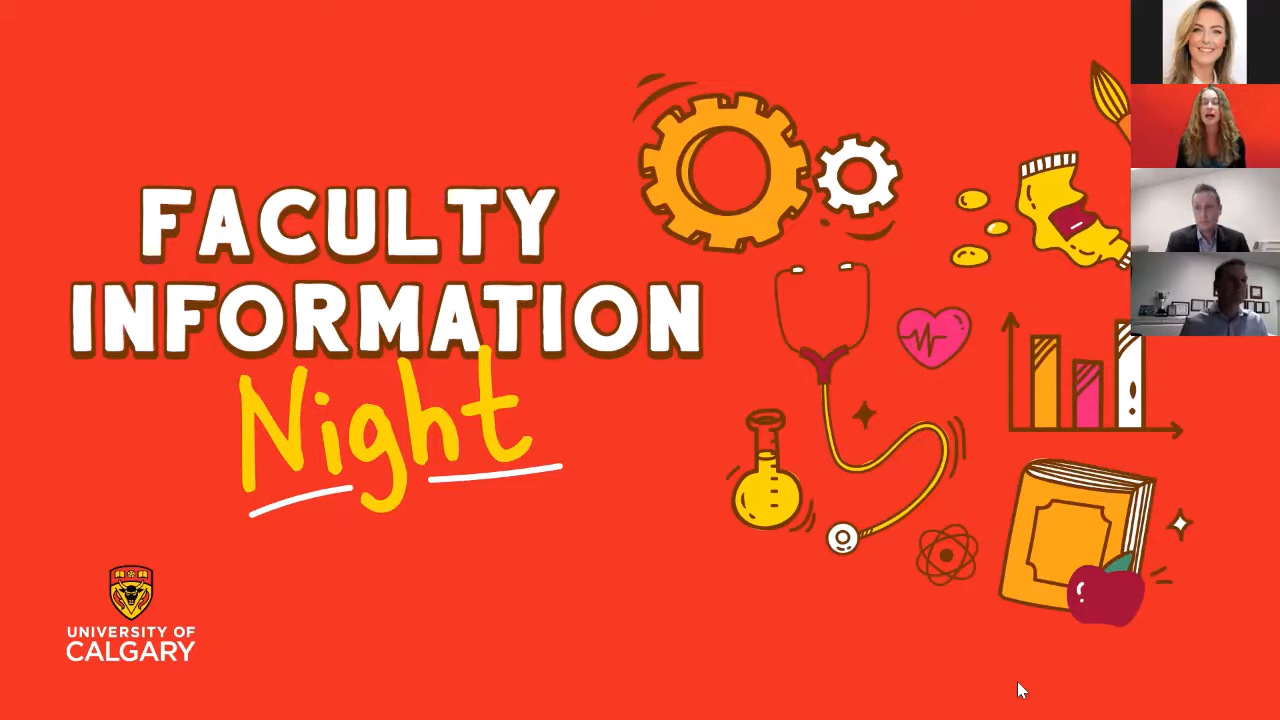 FACULTY
INFORMATION
Night
UNIVERSITY OF
CALGARY